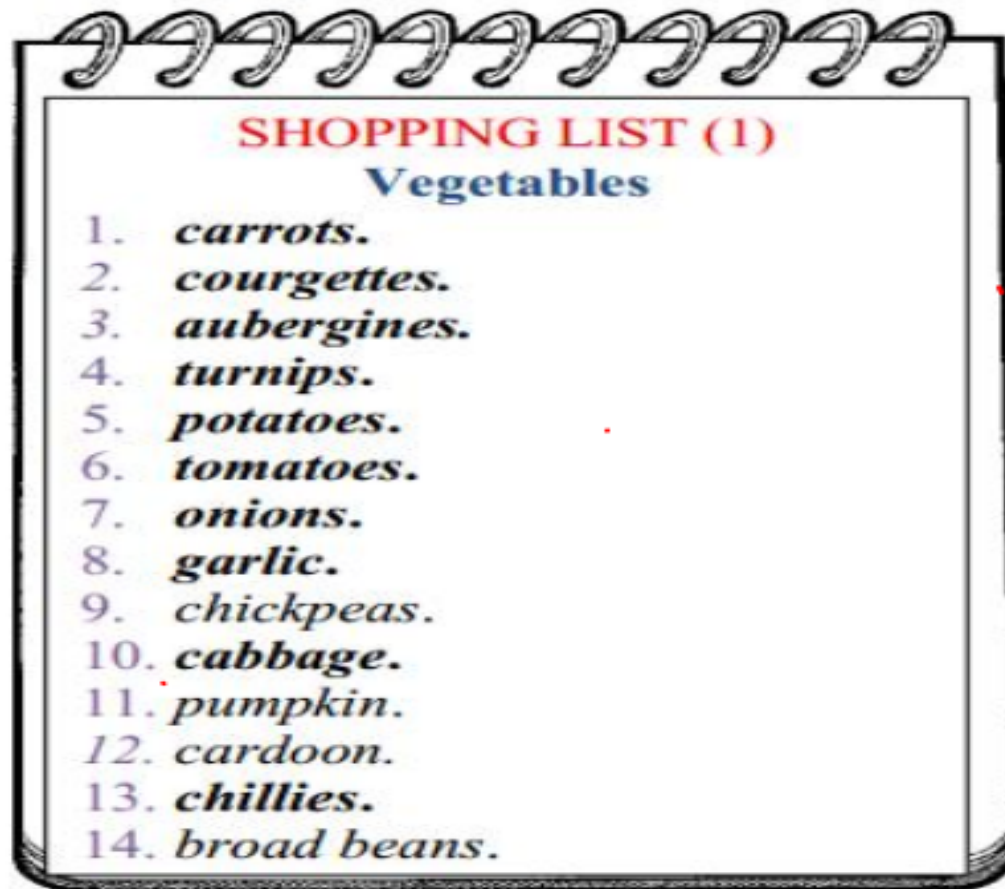 SHOPPING LIST (1)
Vegetables
1. carrots.
2. courgettes.
3. aubergines.
4. turnips.
5. potatoes.
6. tomatoes.
7. onions.
8. garlic.
9. chickpeas.
10. cabbage.
11. pumpkin.
12. cardoon.
13. chillies.
14. broad beans.